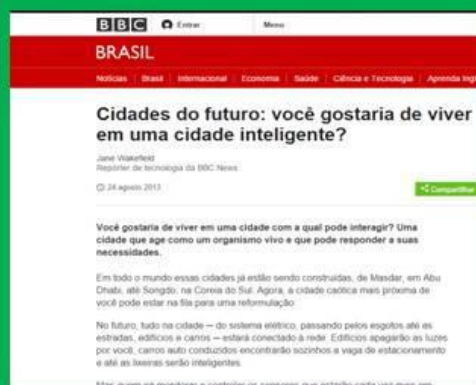 BBC Entrar Menu
BRASIL
Notícias Brasil Internacional Economia Saúde Ciência e Tecnologia Aprenda Ingl
Cidades do futuro: você gostaria de viver
em uma cidade inteligente?
Jane Wakefield
Repórter de tecnologia da BBC News
24 agosto 2013
Compartilhar
Você gostaria de viver em uma cidade com a qual pode interagir? Uma
cidade que age como um organismo vivo e que pode responder a suas
necessidades.
Em todo o mundo essas cidades já estão sendo construídas, de Masdar, em Abu
Dhabi, até Songdo, na Coreia do Sul. Agora, a cidade caótica mais próxima de
você pode estar na fila para uma reformulação
No futuro, tudo na cidade — do sistema elétrico, passando pelos esgotos até as
estradas, edifícios e carros — estará conectado à rede. Edifícios apagarão as luzes
por você, carros auto conduzidos encontrarão sozinhos a vaga de estacionamento
e até as lixeiras serão inteligentes.